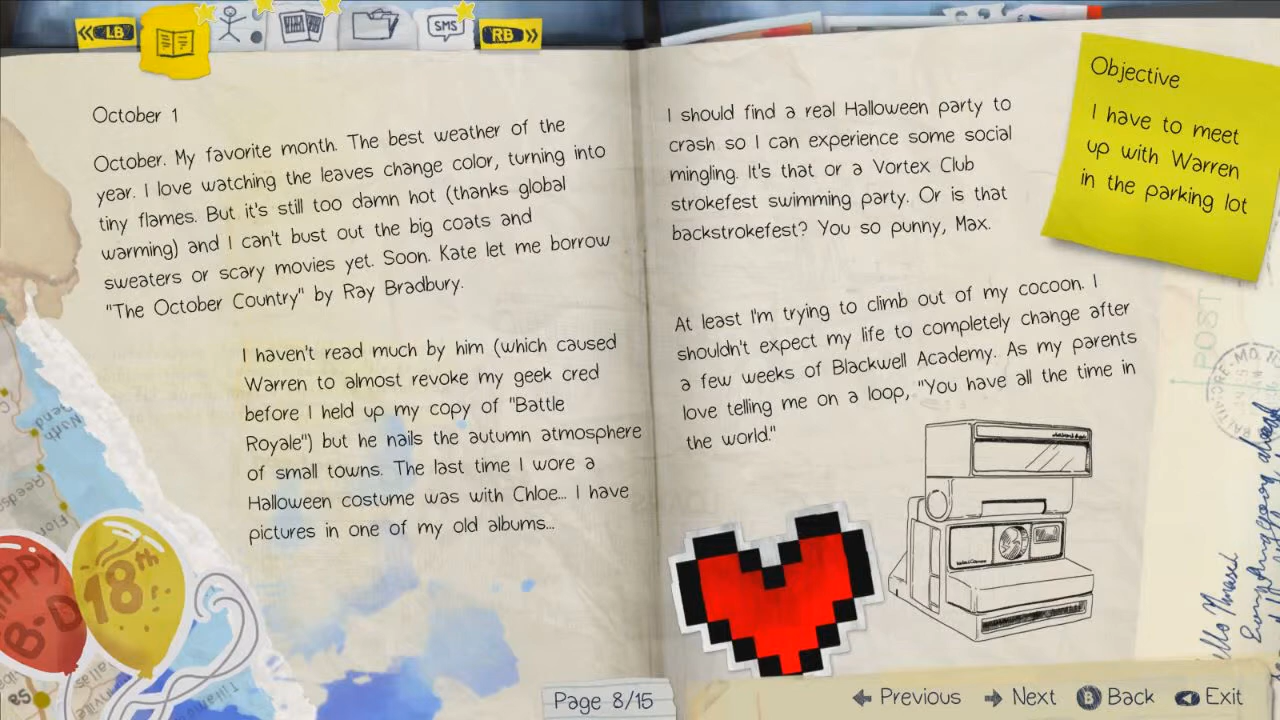 LB
SMS
RB
October 1
October. My favorite month. The best weather of the
year. I love watching the leaves change color, turning into
tiny flames. But it's still too damn hot (thanks global
warming) and I can't bust out the big coats and
sweaters or scary movies yet. Soon. Kate let me borrow
"The October Country" by Ray Bradbury.
I haven't read much by him (which caused
Warren to almost revoke my geek cred
before I held up my copy of "Battle
Royale") but he nails the autumn atmosphere
of small towns. The last time I wore a
Halloween costume was with Chloe... I have
pictures in one of my old albums...
I should find a real Halloween party to
crash so I can experience some social
mingling. It's that or a Vortex Club
strokefest swimming party. Or is that
backstrokefest? You so punny, Max.
At least I'm trying to climb out of my cocoon. I
shouldn't expect my life to completely change after
a few weeks of Blackwell Academy. As my parents
love telling me on a loop, "You have all the time in
the world."
Objective
I have to meet
up with Warren
in the parking lot
POST
HAPPY
B-D
18th
Page 8/15
Previous
Next
B Back
Exit